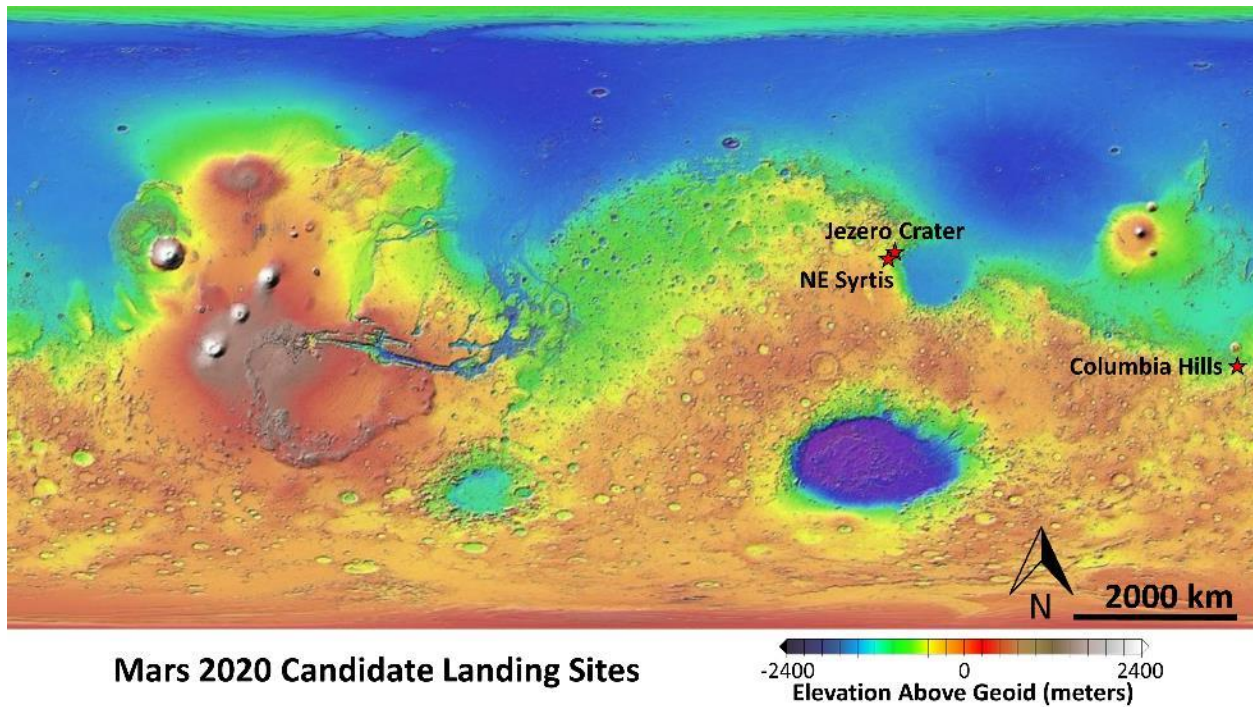 Jezero Crater
NE Syrtis
Columbia Hills
N
2000 km
Mars 2020 Candidate Landing Sites
-2400 0 2400
Elevation Above Geoid (meters)